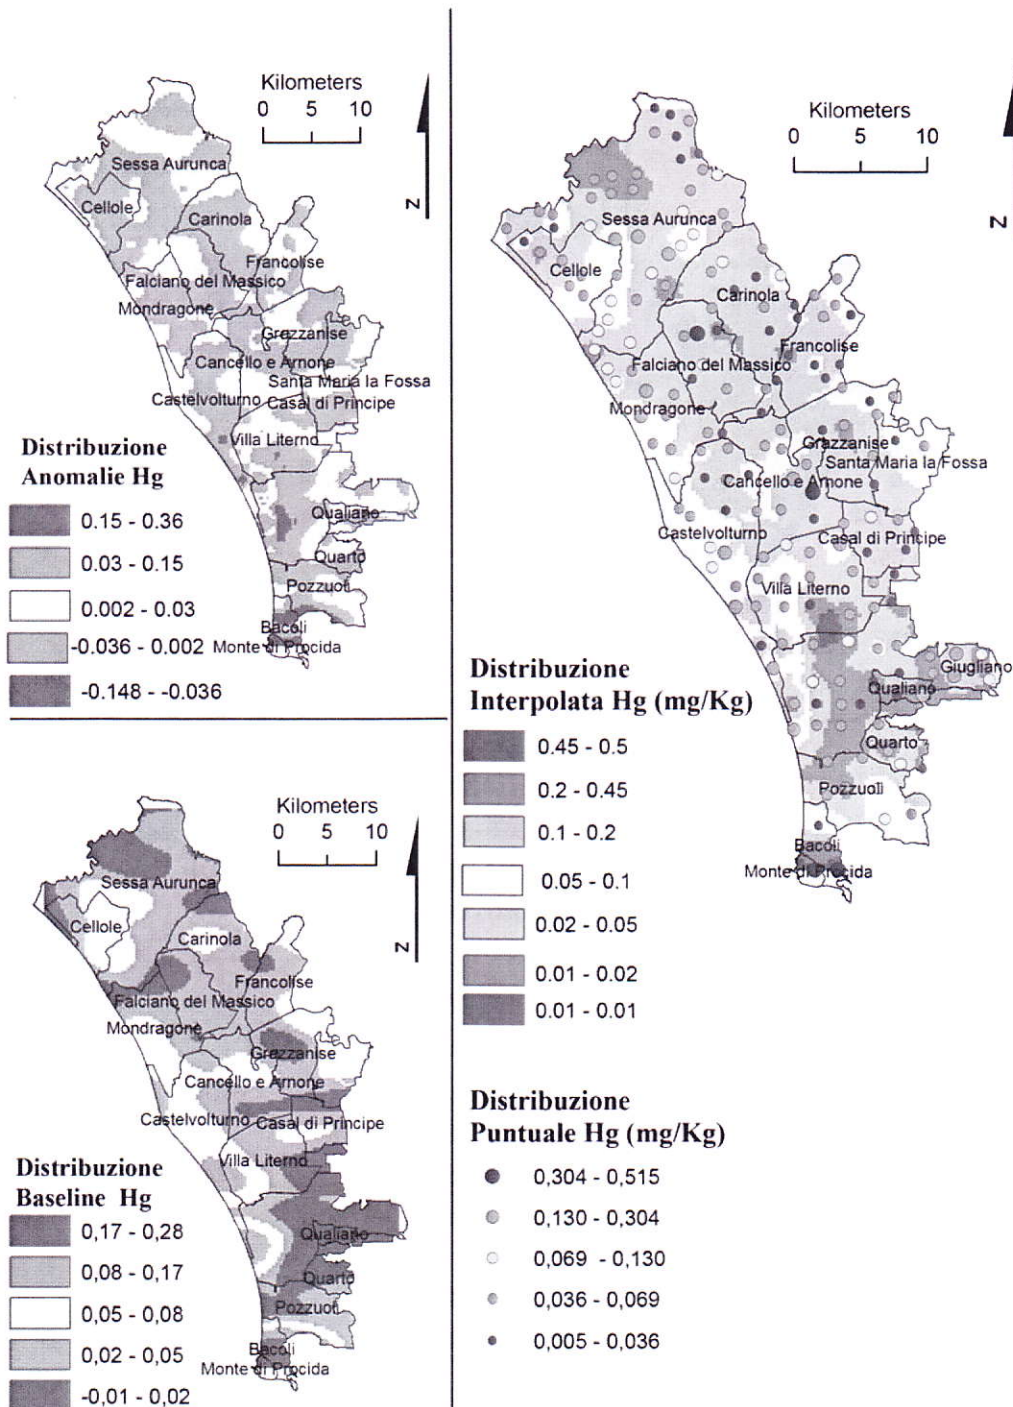 Kilometers
0 5 10
N
Sessa Aurunca
Cellole
Carinola
Francolise
Falciano del Massico
Mondragone
Grazzanise
Cancello e Arnone
Santa Maria la Fossa
Castelvolturno
Casal di Principe
Villa Literno
Qualiano
Quarto
Pozzuoli
Bacoli
Monte di Procida
Distribuzione
Anomalie Hg
0.15 - 0.36
0.03 - 0.15
0.002 - 0.03
-0.036 - 0.002
-0.148 - -0.036
Kilometers
0 5 10
N
Sessa Aurunca
Cellole
Carinola
Francolise
Falciano del Massico
Mondragone
Grazzanise
Cancello e Arnone
Castelvolturno
Casal di Principe
Villa Literno
Qualiano
Quarto
Pozzuoli
Bacoli
Monte di Procida
Distribuzione
Baseline Hg
0,17 - 0,28
0,08 - 0,17
0,05 - 0,08
0,02 - 0,05
-0,01 - 0,02
Kilometers
0 5 10
N
Sessa Aurunca
Cellole
Carinola
Francolise
Falciano del Massico
Mondragone
Grazzanise
Santa Maria la Fossa
Cancello e Arnone
Castelvolturno
Casal di Principe
Villa Literno
Giugliano
Qualiano
Quarto
Pozzuoli
Bacoli
Monte di Procida
Distribuzione
Interpolata Hg (mg/Kg)
0.45 - 0.5
0.2 - 0.45
0.1 - 0.2
0.05 - 0.1
0.02 - 0.05
0.01 - 0.02
0.01 - 0.01
Distribuzione
Puntuale Hg (mg/Kg)
0,304 - 0,515
0,130 - 0,304
0,069 - 0,130
0,036 - 0,069
0,005 - 0,036